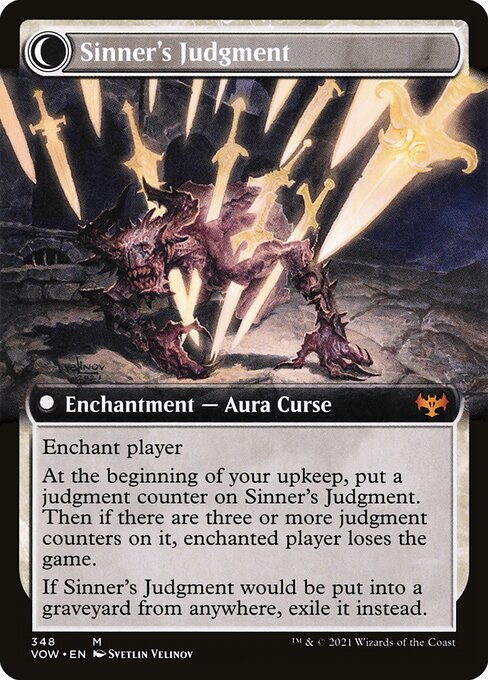 Sinner's Judgment
VELINOV
2021
Enchantment — Aura Curse
Enchant player
At the beginning of your upkeep, put a
judgment counter on Sinner's Judgment.
Then if there are three or more judgment
counters on it, enchanted player loses the
game.
If Sinner's Judgment would be put into a
graveyard from anywhere, exile it instead.
348 M
VOW • EN Svetlin Velinov
™ & © 2021 Wizards of the Coast